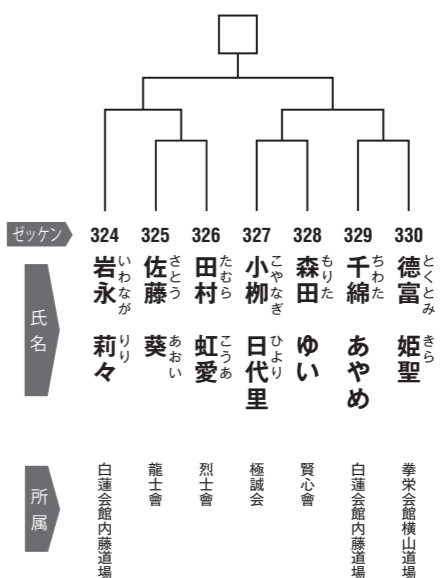 ゼッケン
324 325 326 327 328 329 330
氏名
岩永 莉々
いわなが りり
佐藤 葵
さとう あおい
田村 虹愛
たむら こうあ
小栁 日代里
こやなぎ ひより
森田 ゆい
もりた
千綿 あやめ
ちわた
德富 姫聖
とくとみ きら
所属
白蓮会館内藤道場
龍士會
烈士會
極誠会
賢心會
白蓮会館内藤道場
拳栄会館横山道場